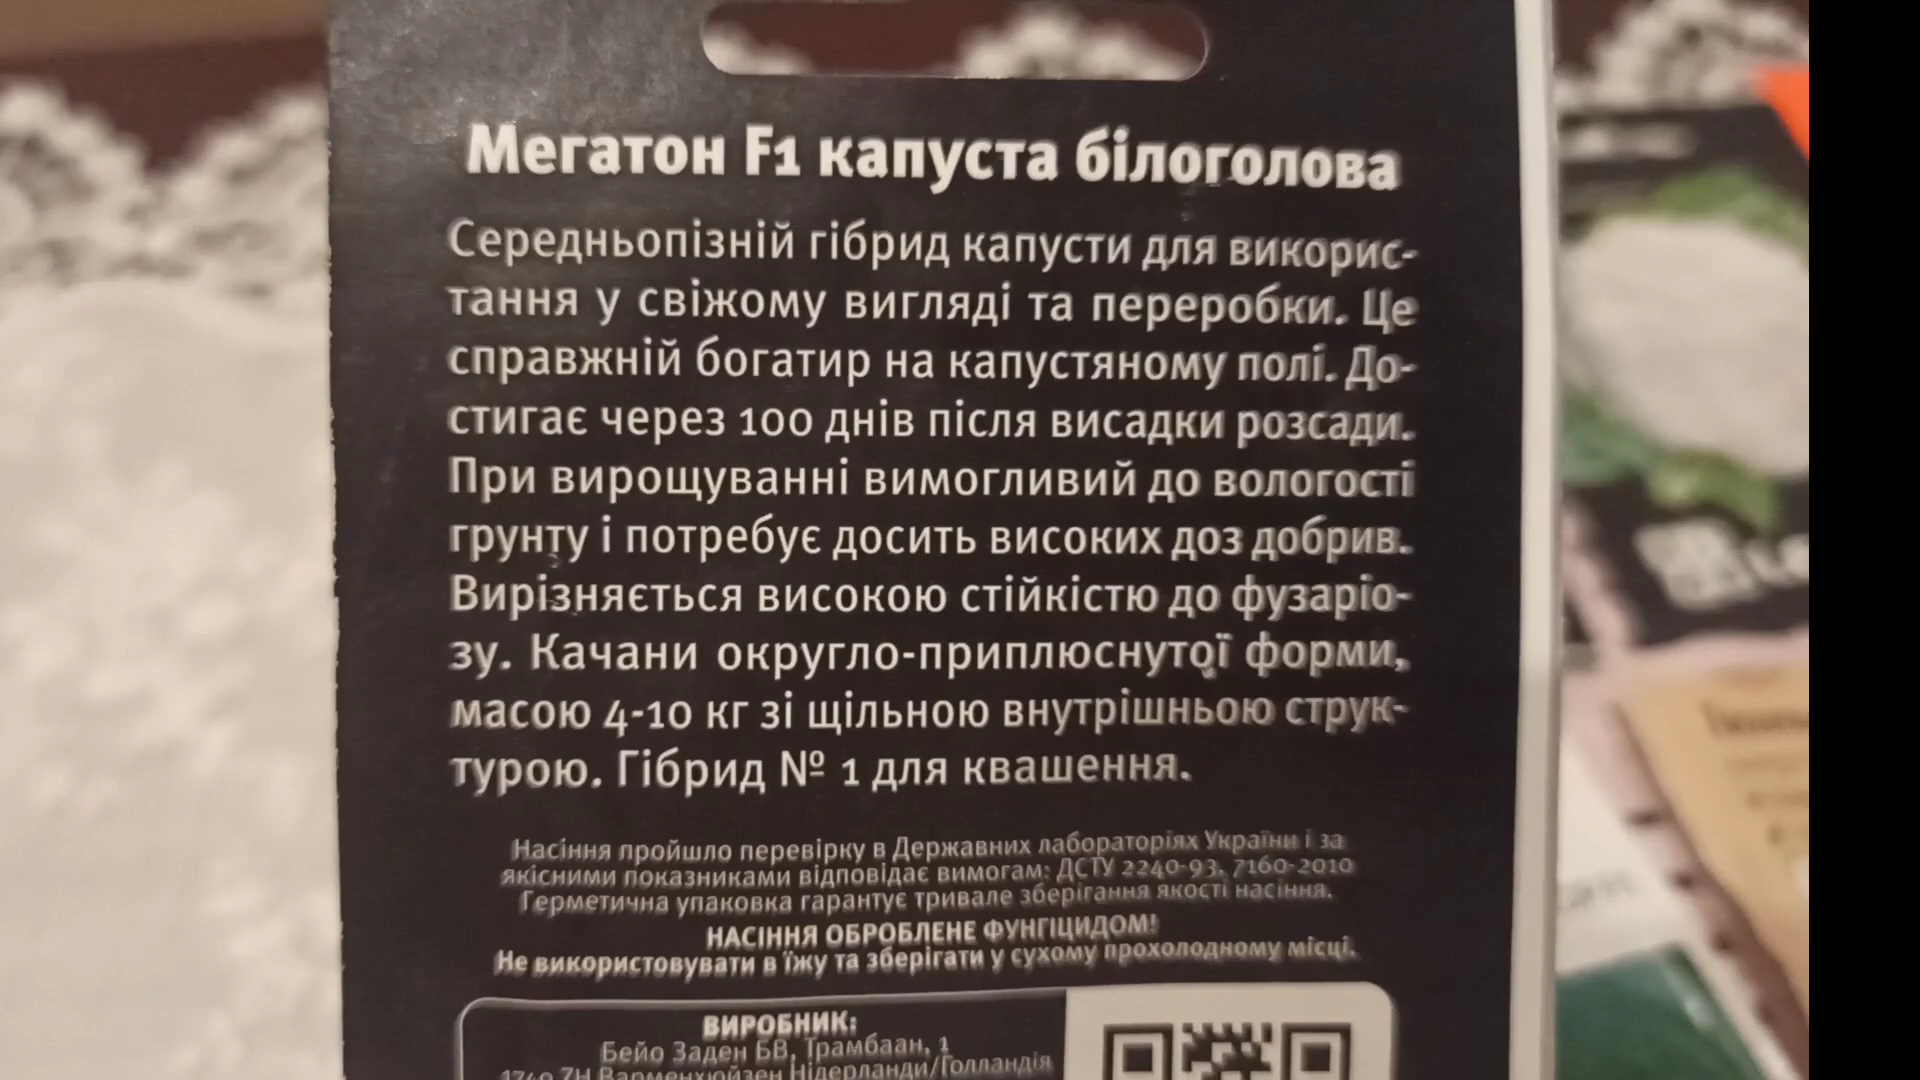 Мегатон F1 капуста білоголова
Середньопізній гібрид капусти для викорис-
тання у свіжому вигляді та переробки. Це
справжній богатир на капустяному полі. До-
стигає через 100 днів після висадки розсади.
При вирощуванні вимогливий до вологості
грунту і потребує досить високих доз добрив.
Вирізняється високою стійкістю до фузаріо-
зу. Качани округло-приплюснутої форми,
масою 4-10 кг зі щільною внутрішньою струк-
турою. Гібрид № 1 для квашення.
Насіння пройшло перевірку в Державних лабораторіях України і за
якісними показниками відповідає вимогам: ДСТУ 2240-93, 7160-2010
Герметична упаковка гарантує тривале зберігання якості насіння.
НАСІННЯ ОБРОБЛЕНЕ ФУНГІЦИДОМ!
Не використовувати в їжу та зберігати у сухому прохолодному місці.
ВИРОБНИК:
Бейо Заден БВ, Трамбаан, 1
1749 ZH Варменхюйзен Нідерланди/Голландія